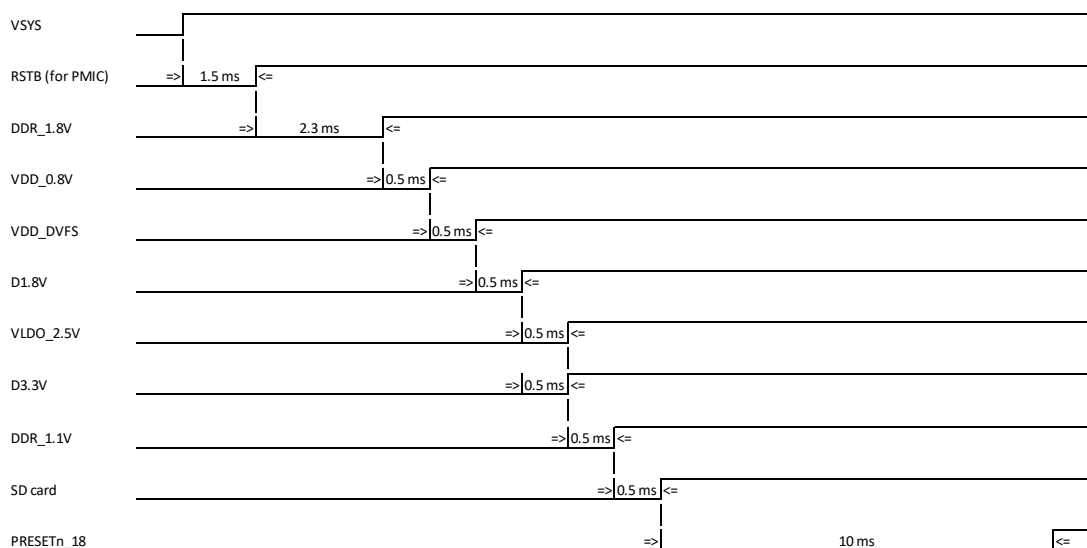 VSYS
RSTB (for PMIC) => 1.5 ms <=
DDR_1.8V => 2.3 ms <=
VDD_0.8V => 0.5 ms <=
VDD_DVFS => 0.5 ms <=
D1.8V => 0.5 ms <=
VLDO_2.5V => 0.5 ms <=
D3.3V => 0.5 ms <=
DDR_1.1V => 0.5 ms <=
SD card => 0.5 ms <=
PRESETn_18 => 10 ms <=